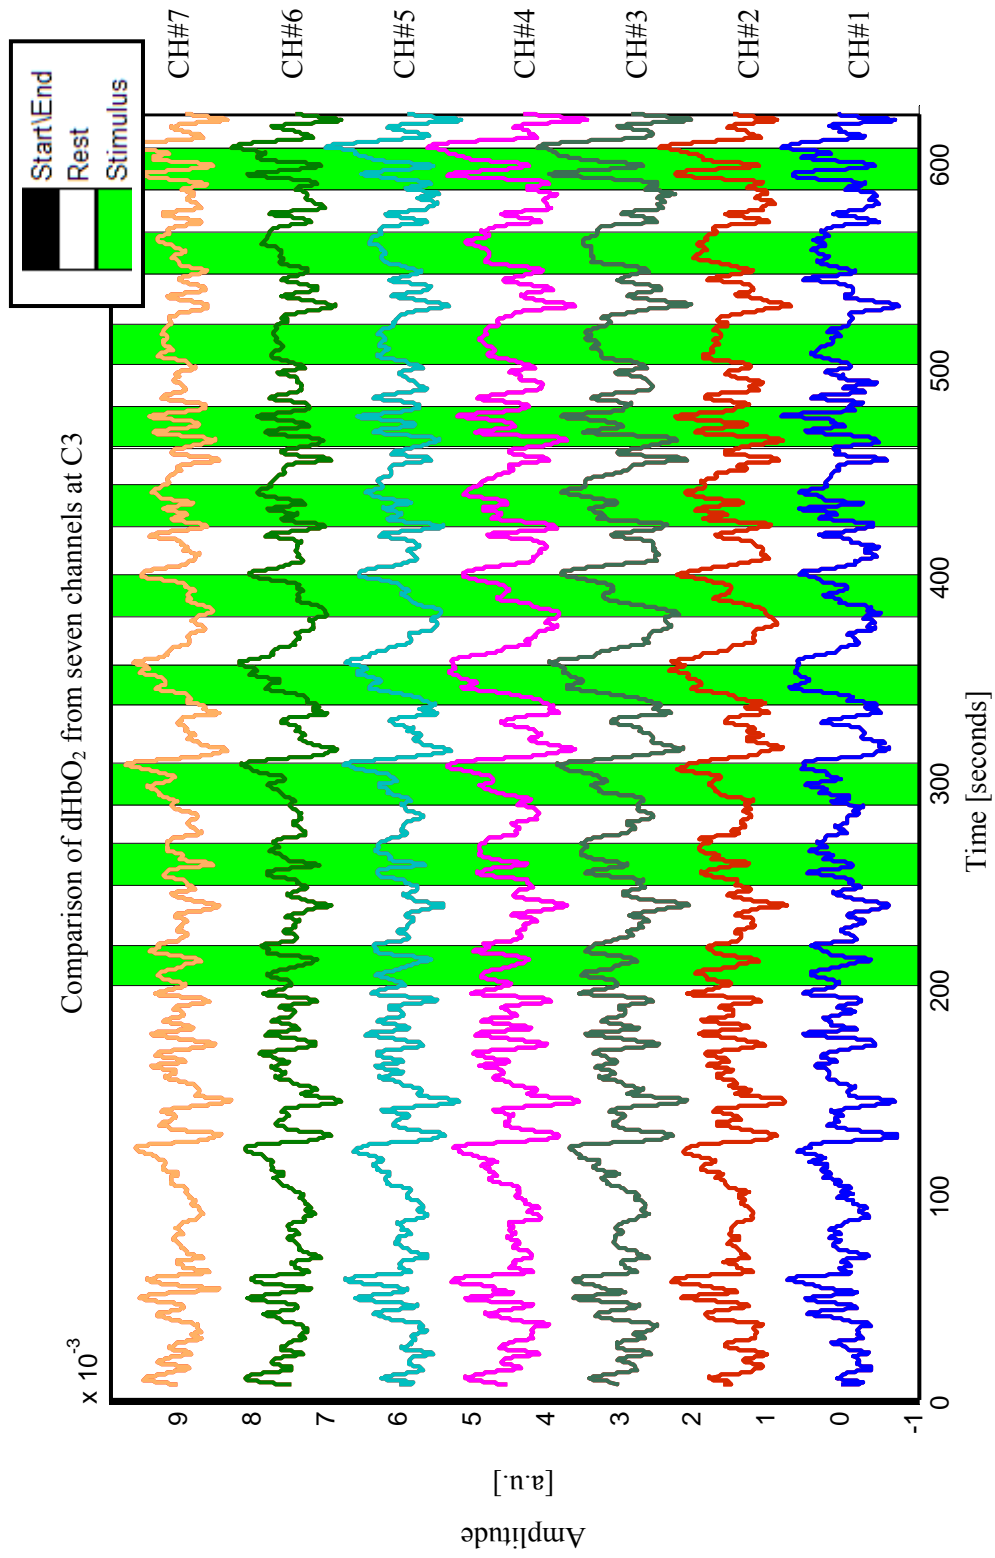 Comparison of dHbO₂ from seven channels at C3
x 10⁻³
Start\End
Rest
Stimulus
CH#7
CH#6
CH#5
CH#4
CH#3
CH#2
CH#1
9
8
7
6
5
4
3
2
1
0
-1
Amplitude
[a.u.]
0
100
200
300
400
500
600
Time [seconds]